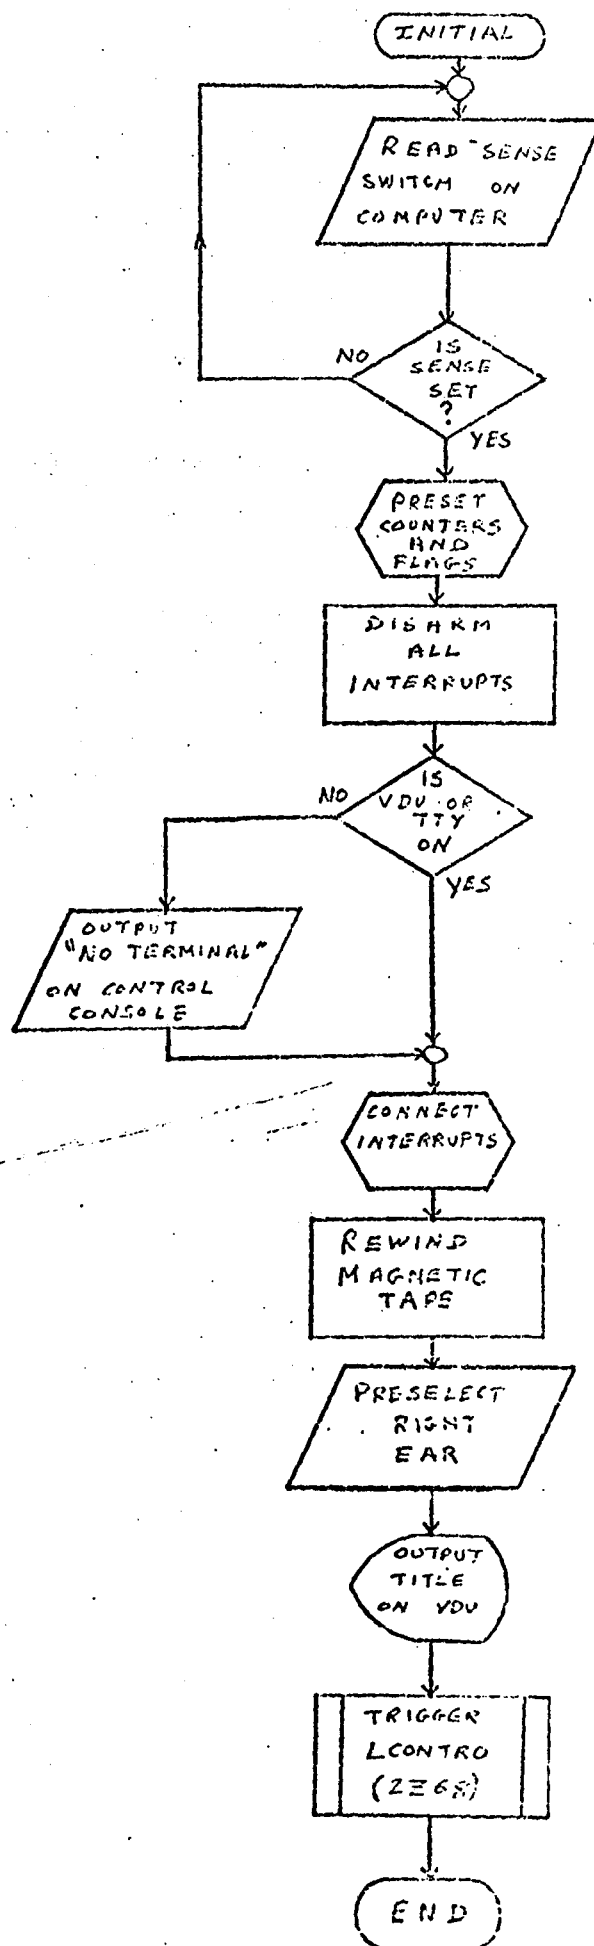 INITIAL
READ SENSE
SWITCH ON
COMPUTER
IS
SENSE
SET
?
NO
YES
PRESET
COUNTERS
AND
FLAGS
DISARM
ALL
INTERRUPTS
IS
VDU OR
TTY
ON
NO
YES
OUTPUT
"NO TERMINAL"
ON CONTROL
CONSOLE
CONNECT
INTERRUPTS
REWIND
MAGNETIC
TAPE
PRESELECT
RIGHT
EAR
OUTPUT
TITLE
ON VDU
TRIGGER
LCONTRO
END